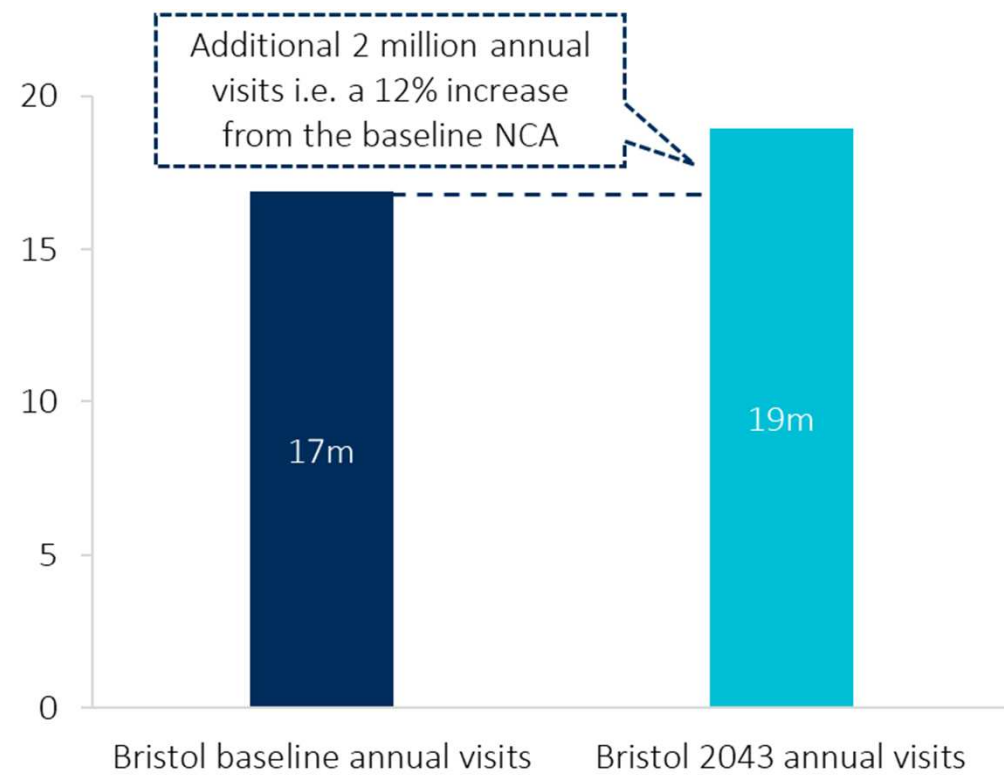 Additional 2 million annual
visits i.e. a 12% increase
from the baseline NCA
20
15
10
5
0
17m
19m
Bristol baseline annual visits
Bristol 2043 annual visits